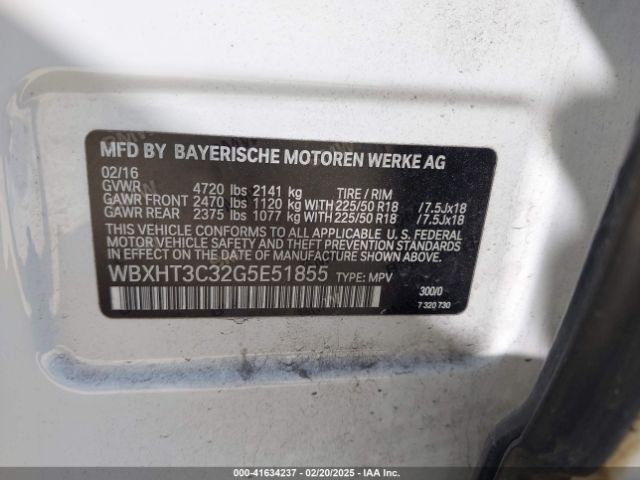 MFD BY BAYERISCHE MOTOREN WERKE AG
02/16
GVWR 4720 lbs 2141 kg TIRE / RIM
GAWR FRONT 2470 lbs 1120 kg WITH 225/50 R18 /7.5Jx18
GAWR REAR 2375 lbs 1077 kg WITH 225/50 R18 /7.5Jx18
THIS VEHICLE CONFORMS TO ALL APPLICABLE U. S. FEDERAL
MOTOR VEHICLE SAFETY AND THEFT PREVENTION STANDARDS
IN EFFECT ON THE DATE OF MANUFACTURE SHOWN ABOVE.
WBXHT3C32G5E51855 TYPE: MPV
300/0
7 320 730
000-41634237 - 02/20/2025 - IAAI.COM